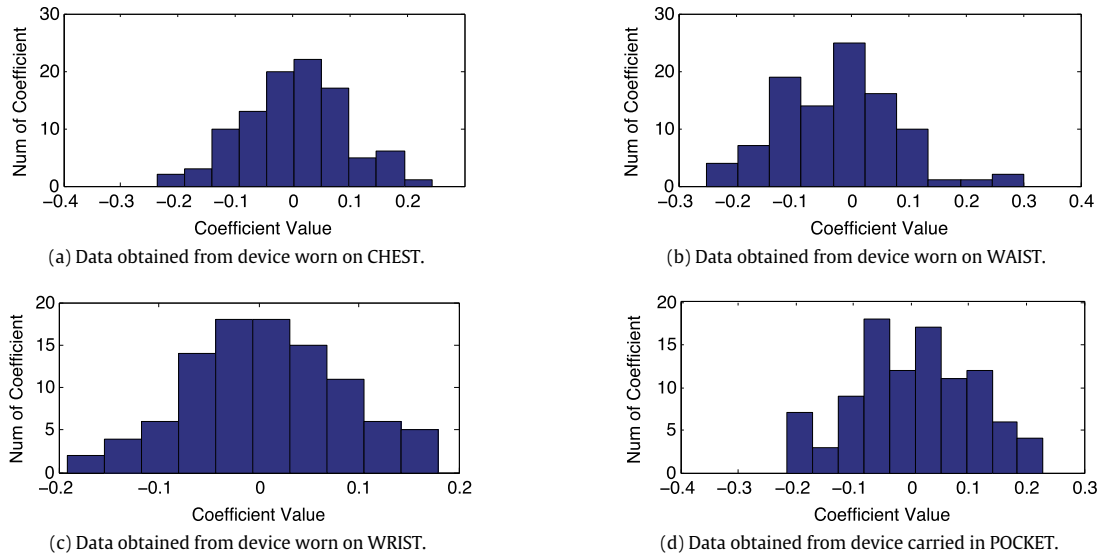 30
20
10
0
Num of Coefficient
−0.4 −0.3 −0.2 −0.1 0 0.1 0.2
Coefficient Value
(a) Data obtained from device worn on CHEST.
30
20
10
0
Num of Coefficient
−0.3 −0.2 −0.1 0 0.1 0.2 0.3 0.4
Coefficient Value
(b) Data obtained from device worn on WAIST.
20
15
10
5
0
Num of Coefficient
−0.2 −0.1 0 0.1 0.2
Coefficient Value
(c) Data obtained from device worn on WRIST.
20
15
10
5
0
Num of Coefficient
−0.4 −0.3 −0.2 −0.1 0 0.1 0.2 0.3
Coefficient Value
(d) Data obtained from device carried in POCKET.